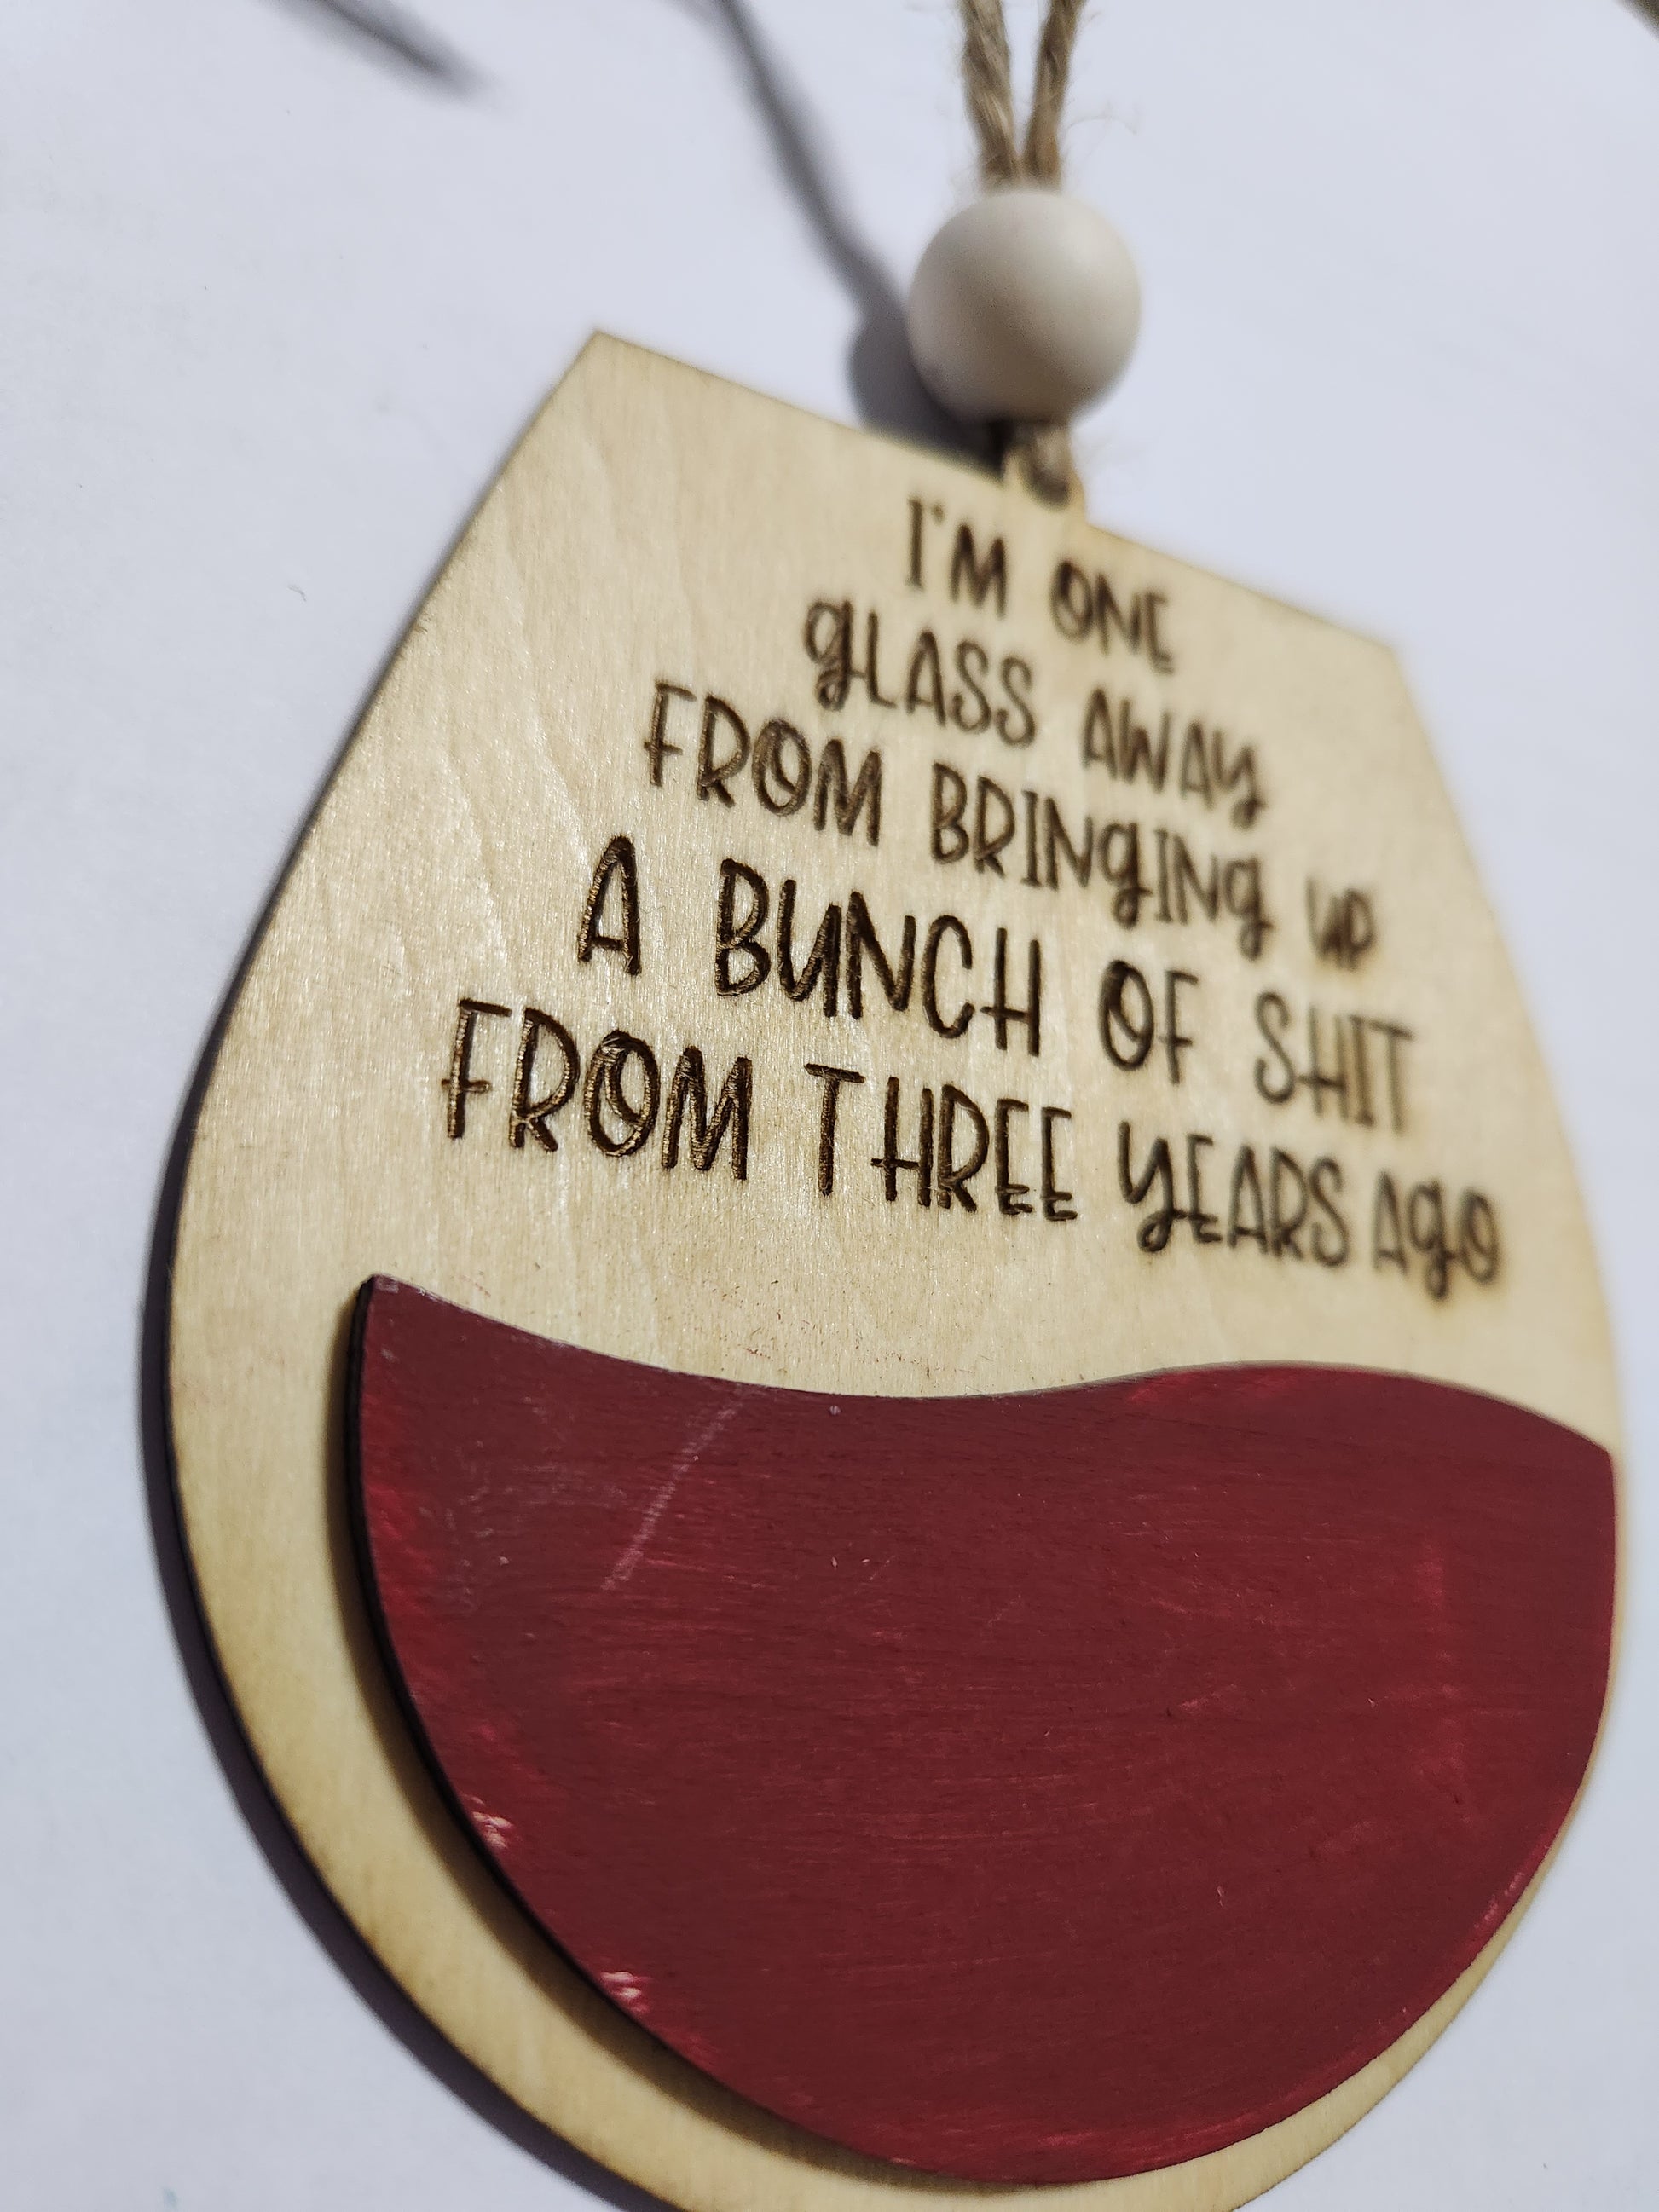 I'M ONE
GLASS AWAY
FROM BRINGING UP
A BUNCH OF SHIT
FROM THREE YEARS AGO